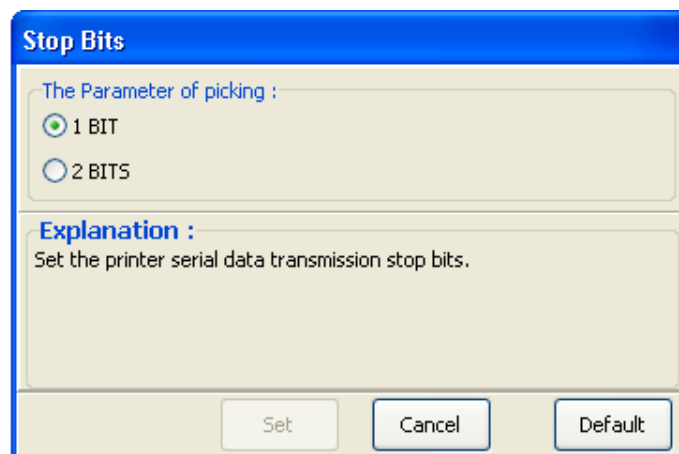 Stop Bits
The Parameter of picking :
1 BIT
2 BITS
Explanation :
Set the printer serial data transmission stop bits.
Set Cancel Default